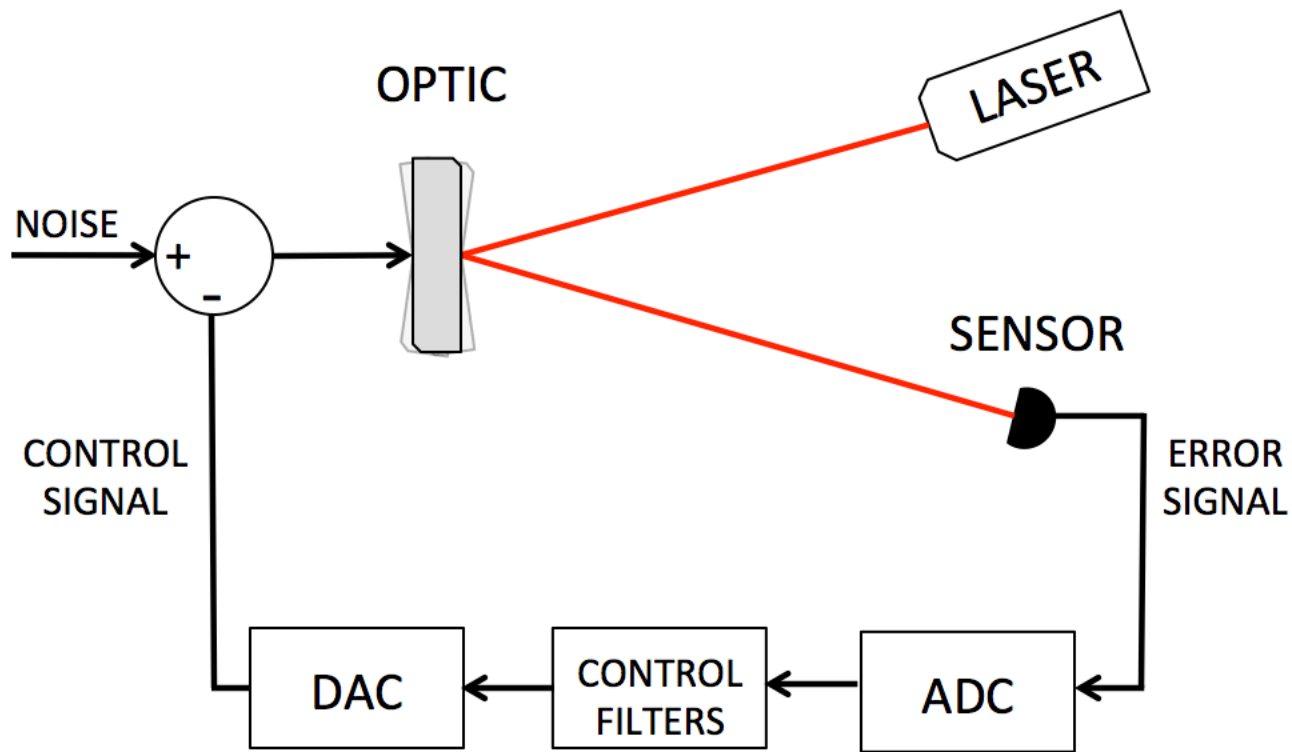 OPTIC
LASER
NOISE
+
-
SENSOR
CONTROL
SIGNAL
ERROR
SIGNAL
DAC
CONTROL
FILTERS
ADC